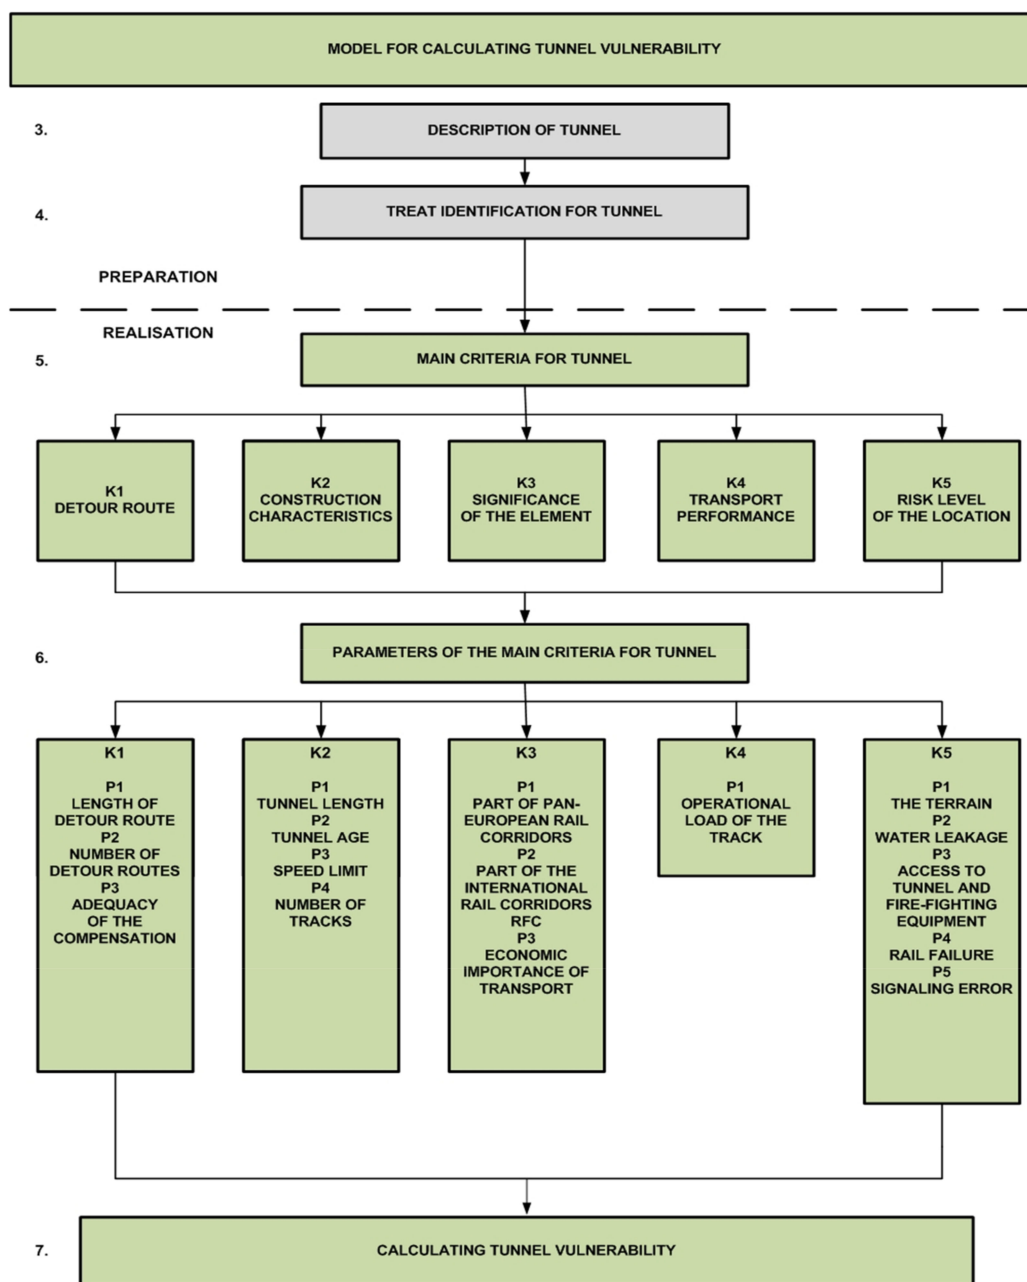 MODEL FOR CALCULATING TUNNEL VULNERABILITY
3.
DESCRIPTION OF TUNNEL
4.
TREAT IDENTIFICATION FOR TUNNEL
PREPARATION
REALISATION
5.
MAIN CRITERIA FOR TUNNEL
K1
DETOUR ROUTE
K2
CONSTRUCTION
CHARACTERISTICS
K3
SIGNIFICANCE
OF THE ELEMENT
K4
TRANSPORT
PERFORMANCE
K5
RISK LEVEL
OF THE LOCATION
6.
PARAMETERS OF THE MAIN CRITERIA FOR TUNNEL
K1
P1
LENGTH OF
DETOUR ROUTE
P2
NUMBER OF
DETOUR ROUTES
P3
ADEQUACY
OF THE
COMPENSATION
K2
P1
TUNNEL LENGTH
P2
TUNNEL AGE
P3
SPEED LIMIT
P4
NUMBER OF
TRACKS
K3
P1
PART OF PAN-
EUROPEAN RAIL
CORRIDORS
P2
PART OF THE
INTERNATIONAL
RAIL CORRIDORS
RFC
P3
ECONOMIC
IMPORTANCE OF
TRANSPORT
K4
P1
OPERATIONAL
LOAD OF THE
TRACK
K5
P1
THE TERRAIN
P2
WATER LEAKAGE
P3
ACCESS TO
TUNNEL AND
FIRE-FIGHTING
EQUIPMENT
P4
RAIL FAILURE
P5
SIGNALING ERROR
7.
CALCULATING TUNNEL VULNERABILITY